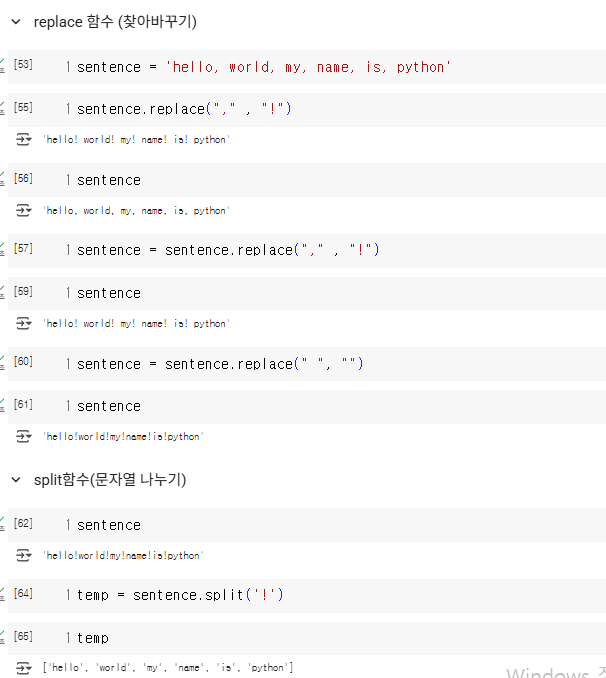 replace 함수 (찾아바꾸기)
[53] 1 sentence = 'hello, world, my, name, is, python'
[55] 1 sentence.replace("," , "!")
'hello! world! my! name! is! python'
[56] 1 sentence
'hello, world, my, name, is, python'
[57] 1 sentence = sentence.replace("," , "!")
[59] 1 sentence
'hello! world! my! name! is! python'
[60] 1 sentence = sentence.replace(" ", "")
[61] 1 sentence
'hello!world!my!name!is!python'
split함수(문자열 나누기)
[62] 1 sentence
'hello!world!my!name!is!python'
[64] 1 temp = sentence.split('!')
[65] 1 temp
['hello', 'world', 'my', 'name', 'is', 'python']
Windows